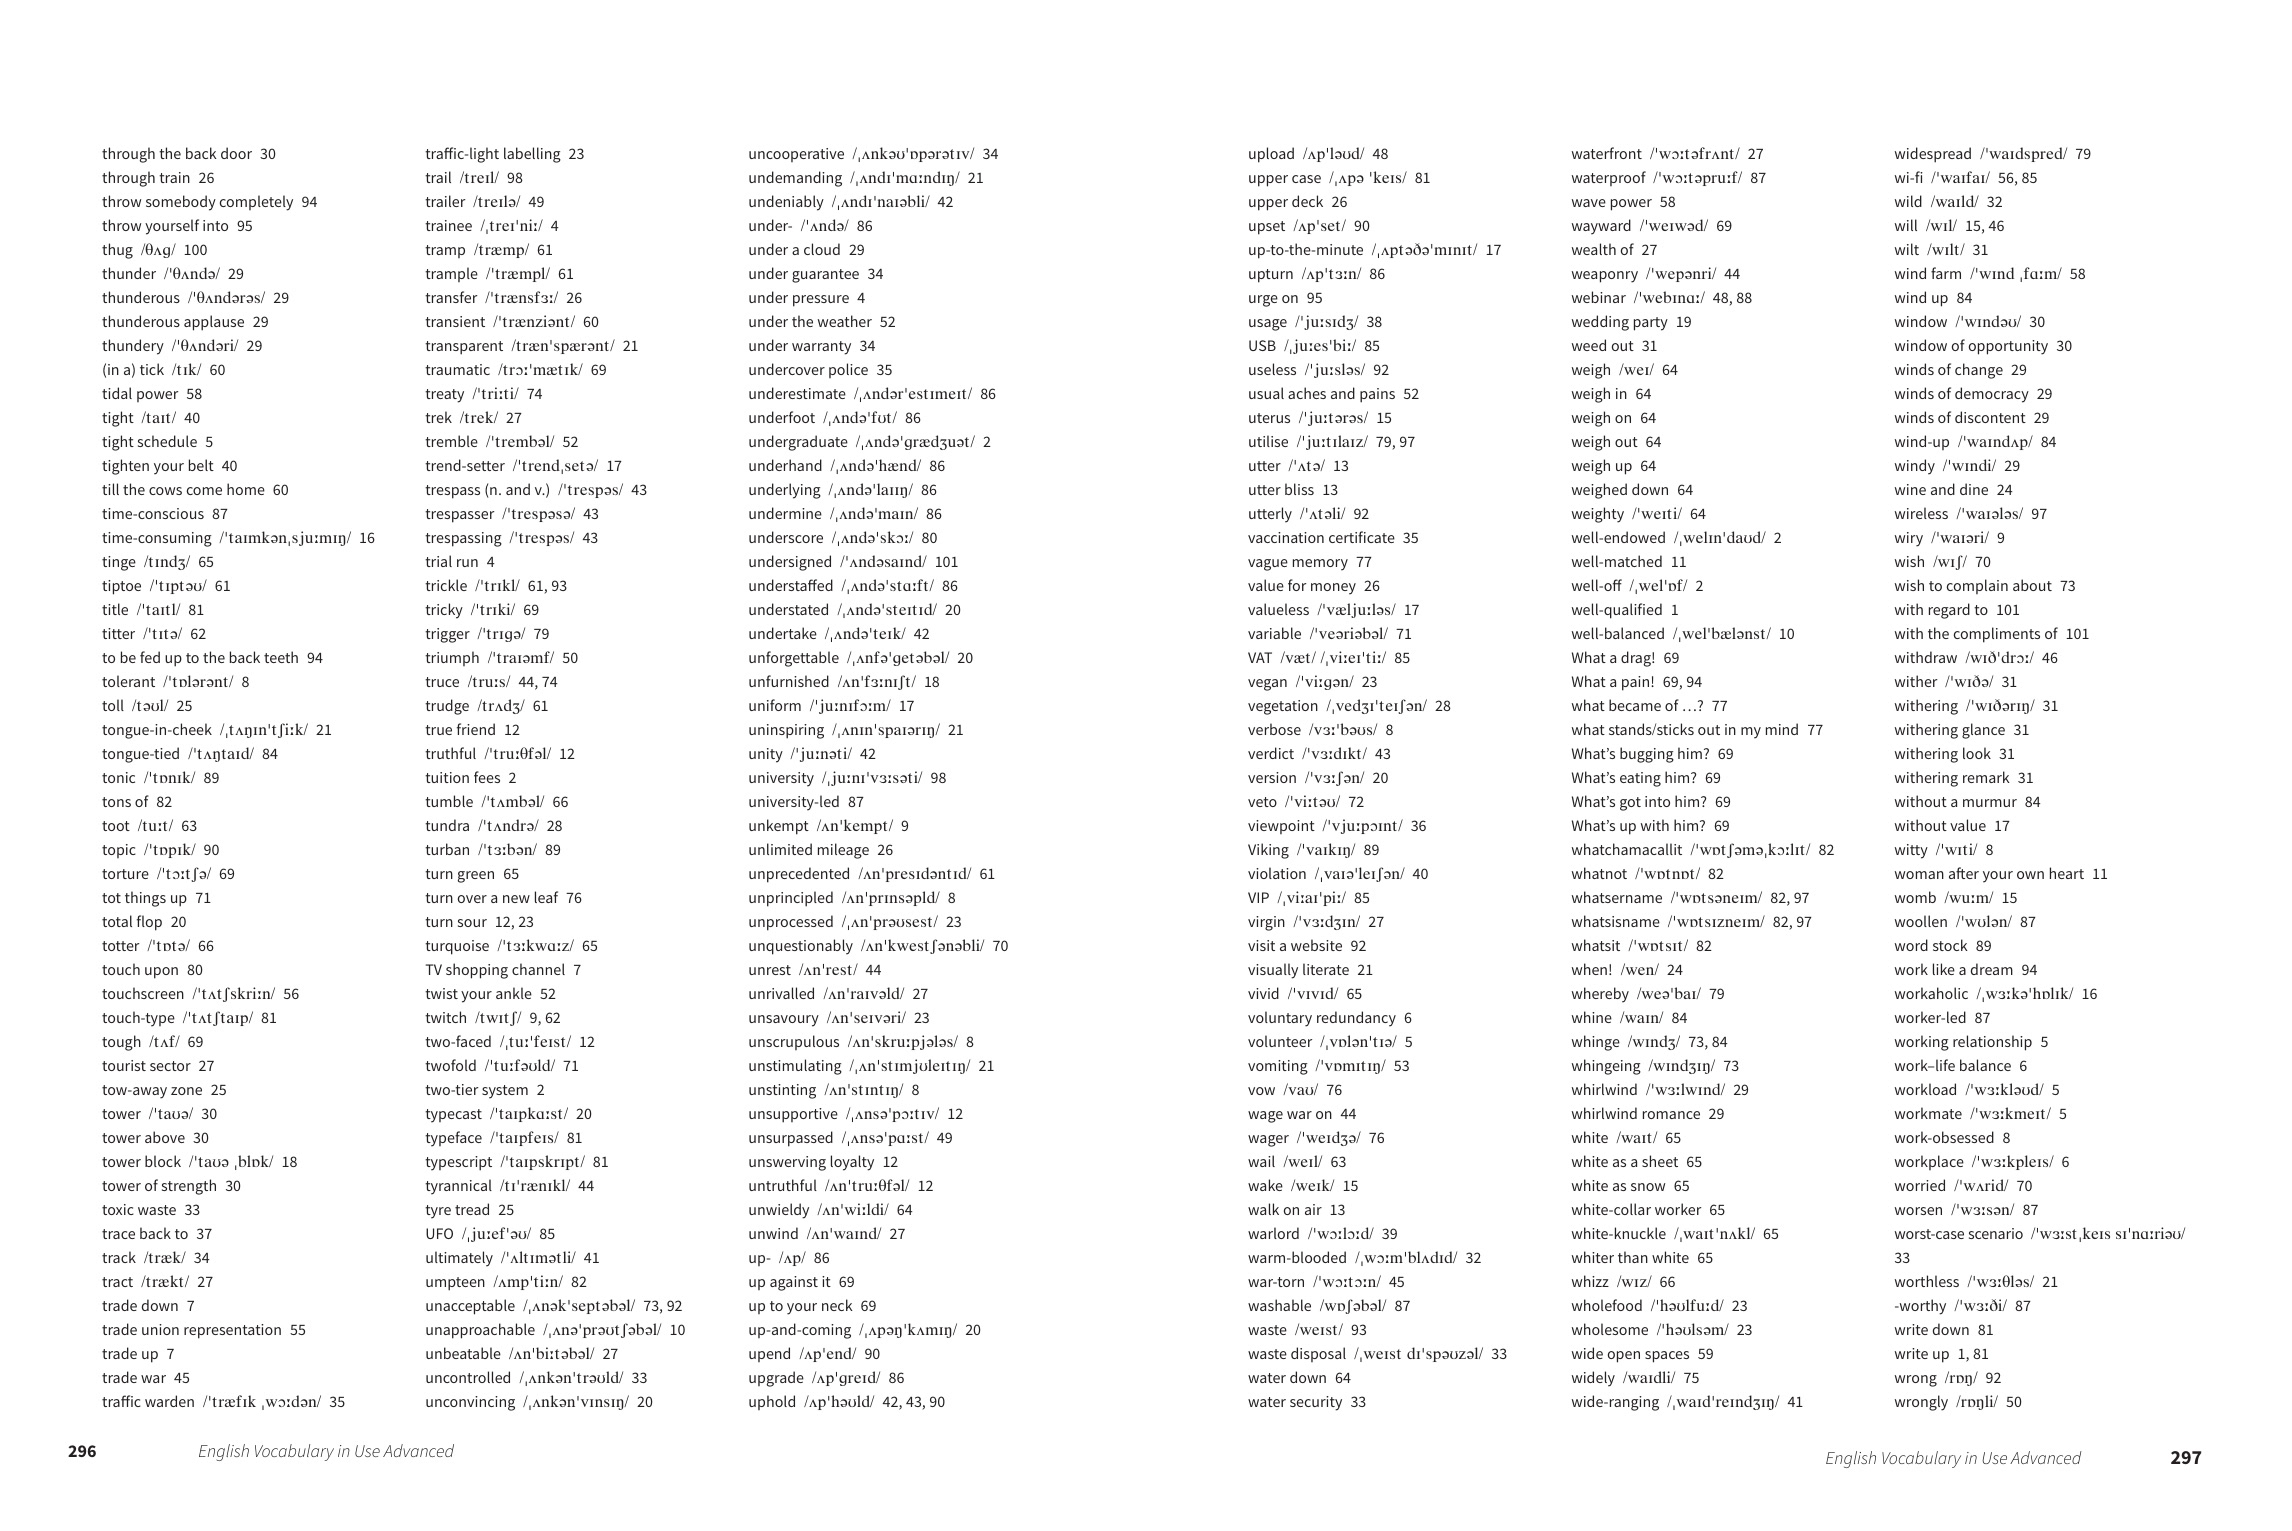 through the back door 30
through train 26
throw somebody completely 94
throw yourself into 95
thug /θʌɡ/ 100
thunder /ˈθʌndə/ 29
thunderous /ˈθʌndərəs/ 29
thunderous applause 29
thundery /ˈθʌndəri/ 29
(in a) tick /tɪk/ 60
tidal power 58
tight /taɪt/ 40
tight schedule 5
tighten your belt 40
till the cows come home 60
time-conscious 87
time-consuming /ˈtaɪmkənˌsjuːmɪŋ/ 16
tinge /tɪndʒ/ 65
tiptoe /ˈtɪptəʊ/ 61
title /ˈtaɪtl/ 81
titter /ˈtɪtə/ 62
to be fed up to the back teeth 94
tolerant /ˈtɒlərənt/ 8
toll /təʊl/ 25
tongue-in-cheek /ˌtʌŋɪnˈtʃiːk/ 21
tongue-tied /ˈtʌŋtaɪd/ 84
tonic /ˈtɒnɪk/ 89
tons of 82
toot /tuːt/ 63
topic /ˈtɒpɪk/ 90
torture /ˈtɔːtʃə/ 69
tot things up 71
total flop 20
totter /ˈtɒtə/ 66
touch upon 80
touchscreen /ˈtʌtʃskriːn/ 56
touch-type /ˈtʌtʃtaɪp/ 81
tough /tʌf/ 69
tourist sector 27
tow-away zone 25
tower /ˈtaʊə/ 30
tower above 30
tower block /ˈtaʊə ˌblɒk/ 18
tower of strength 30
toxic waste 33
trace back to 37
track /træk/ 34
tract /trækt/ 27
trade down 7
trade union representation 55
trade up 7
trade war 45
traffic warden /ˈtræfɪk ˌwɔːdən/ 35
traffic-light labelling 23
trail /treɪl/ 98
trailer /treɪlə/ 49
trainee /ˌtreɪˈniː/ 4
tramp /træmp/ 61
trample /ˈtræmpl/ 61
transfer /ˈtrænsfɜː/ 26
transient /ˈtrænziənt/ 60
transparent /trænˈspærənt/ 21
traumatic /trɔːˈmætɪk/ 69
treaty /ˈtriːti/ 74
trek /trek/ 27
tremble /ˈtrembəl/ 52
trend-setter /ˈtrendˌsetə/ 17
trespass (n. and v.) /ˈtrespəs/ 43
trespasser /ˈtrespəsə/ 43
trespassing /ˈtrespəs/ 43
trial run 4
trickle /ˈtrɪkl/ 61, 93
tricky /ˈtrɪki/ 69
trigger /ˈtrɪɡə/ 79
triumph /ˈtraɪəmf/ 50
truce /truːs/ 44, 74
trudge /trʌdʒ/ 61
true friend 12
truthful /ˈtruːθfəl/ 12
tuition fees 2
tumble /ˈtʌmbəl/ 66
tundra /ˈtʌndrə/ 28
turban /ˈtɜːbən/ 89
turn green 65
turn over a new leaf 76
turn sour 12, 23
turquoise /ˈtɜːkwɑːz/ 65
TV shopping channel 7
twist your ankle 52
twitch /twɪtʃ/ 9, 62
two-faced /ˌtuːˈfeɪst/ 12
twofold /ˈtuːfəʊld/ 71
two-tier system 2
typecast /ˈtaɪpkɑːst/ 20
typeface /ˈtaɪpfeɪs/ 81
typescript /ˈtaɪpskrɪpt/ 81
tyrannical /tɪˈrænɪkl/ 44
tyre tread 25
UFO /ˌjuːefˈəʊ/ 85
ultimately /ˈʌltɪmətli/ 41
umpteen /ʌmpˈtiːn/ 82
unacceptable /ˌʌnəkˈseptəbəl/ 73, 92
unapproachable /ˌʌnəˈprəʊtʃəbəl/ 10
unbeatable /ʌnˈbiːtəbəl/ 27
uncontrolled /ˌʌnkənˈtrəʊld/ 33
unconvincing /ˌʌnkənˈvɪnsɪŋ/ 20
uncooperative /ˌʌnkəʊˈɒpərətɪv/ 34
undemanding /ˌʌndɪˈmɑːndɪŋ/ 21
undeniably /ˌʌndɪˈnaɪəbli/ 42
under- /ˈʌndə/ 86
under a cloud 29
under guarantee 34
under pressure 4
under the weather 52
under warranty 34
undercover police 35
underestimate /ˌʌndərˈestɪmeɪt/ 86
underfoot /ˌʌndəˈfʊt/ 86
undergraduate /ˌʌndəˈɡrædʒuət/ 2
underhand /ˌʌndəˈhænd/ 86
underlying /ˌʌndəˈlaɪɪŋ/ 86
undermine /ˌʌndəˈmaɪn/ 86
underscore /ˌʌndəˈskɔː/ 80
undersigned /ˈʌndəsaɪnd/ 101
understaffed /ˌʌndəˈstɑːft/ 86
understated /ˌʌndəˈsteɪtɪd/ 20
undertake /ˌʌndəˈteɪk/ 42
unforgettable /ˌʌnfəˈɡetəbəl/ 20
unfurnished /ʌnˈfɜːnɪʃt/ 18
uniform /ˈjuːnɪfɔːm/ 17
uninspiring /ˌʌnɪnˈspaɪərɪŋ/ 21
unity /ˈjuːnəti/ 42
university /ˌjuːnɪˈvɜːsəti/ 98
university-led 87
unkempt /ʌnˈkempt/ 9
unlimited mileage 26
unprecedented /ʌnˈpresɪdəntɪd/ 61
unprincipled /ʌnˈprɪnsəpld/ 8
unprocessed /ʌnˈprəʊsest/ 23
unquestionably /ʌnˈkwestʃənəbli/ 70
unrest /ʌnˈrest/ 44
unrivalled /ʌnˈraɪvəld/ 27
unsavoury /ʌnˈseɪvəri/ 23
unscrupulous /ʌnˈskruːpjələs/ 8
unstimulating /ˌʌnˈstɪmjʊleɪtɪŋ/ 21
unstinting /ʌnˈstɪntɪŋ/ 8
unsupportive /ˌʌnsəˈpɔːtɪv/ 12
unsurpassed /ˌʌnsəˈpɑːst/ 49
unswerving loyalty 12
untruthful /ʌnˈtruːθfəl/ 12
unwieldy /ʌnˈwiːldi/ 64
unwind /ʌnˈwaɪnd/ 27
up- /ʌp/ 86
up against it 69
up to your neck 69
up-and-coming /ˌʌpəŋˈkʌmɪŋ/ 20
upend /ʌpˈend/ 90
upgrade /ʌpˈɡreɪd/ 86
uphold /ʌpˈhəʊld/ 42, 43, 90
296 English Vocabulary in Use Advanced
upload /ʌpˈləʊd/ 48
upper case /ˌʌpə ˈkeɪs/ 81
upper deck 26
upset /ʌpˈset/ 90
up-to-the-minute /ˌʌptəðəˈmɪnɪt/ 17
upturn /ʌpˈtɜːn/ 86
urge on 95
usage /ˈjuːsɪdʒ/ 38
USB /ˌjuːesˈbiː/ 85
useless /ˈjuːsləs/ 92
usual aches and pains 52
uterus /ˈjuːtərəs/ 15
utilise /ˈjuːtɪlaɪz/ 79, 97
utter /ˈʌtə/ 13
utter bliss 13
utterly /ˈʌtəli/ 92
vaccination certificate 35
vague memory 77
value for money 26
valueless /ˈvæljuːləs/ 17
variable /ˈveəriəbəl/ 71
VAT /væt/ /ˌviːeɪˈtiː/ 85
vegan /ˈviːɡən/ 23
vegetation /ˌvedʒɪˈteɪʃən/ 28
verbose /vɜːˈbəʊs/ 8
verdict /ˈvɜːdɪkt/ 43
version /ˈvɜːʃən/ 20
veto /ˈviːtəʊ/ 72
viewpoint /ˈvjuːpɔɪnt/ 36
Viking /ˈvaɪkɪŋ/ 89
violation /ˌvaɪəˈleɪʃən/ 40
VIP /ˌviːaɪˈpiː/ 85
virgin /ˈvɜːdʒɪn/ 27
visit a website 92
visually literate 21
vivid /ˈvɪvɪd/ 65
voluntary redundancy 6
volunteer /ˌvɒlənˈtɪə/ 5
vomiting /ˈvɒmɪtɪŋ/ 53
vow /vaʊ/ 76
wage war on 44
wager /ˈweɪdʒə/ 76
wail /weɪl/ 63
wake /weɪk/ 15
walk on air 13
warlord /ˈwɔːlɔːd/ 39
warm-blooded /ˌwɔːmˈblʌdɪd/ 32
war-torn /ˈwɔːtɔːn/ 45
washable /wɒʃəbəl/ 87
waste /weɪst/ 93
waste disposal /ˌweɪst dɪˈspəʊzəl/ 33
water down 64
water security 33
waterfront /ˈwɔːtəfrʌnt/ 27
waterproof /ˈwɔːtəpruːf/ 87
wave power 58
wayward /ˈweɪwəd/ 69
wealth of 27
weaponry /ˈwepənri/ 44
webinar /ˈwebɪnɑː/ 48, 88
wedding party 19
weed out 31
weigh /weɪ/ 64
weigh in 64
weigh on 64
weigh out 64
weigh up 64
weighed down 64
weighty /ˈweɪti/ 64
well-endowed /ˌwelɪnˈdaʊd/ 2
well-matched 11
well-off /ˌwelˈɒf/ 2
well-qualified 1
well-balanced /ˌwelˈbælənst/ 10
What a drag! 69
What a pain! 69, 94
what became of …? 77
what stands/sticks out in my mind 77
What’s bugging him? 69
What’s eating him? 69
What’s got into him? 69
What’s up with him? 69
whatchamacallit /ˈwɒtʃəməˌkɔːlɪt/ 82
whatnot /ˈwɒtnɒt/ 82
whatsername /ˈwɒtsəneɪm/ 82, 97
whatsisname /ˈwɒtsɪzneɪm/ 82, 97
whatsit /ˈwɒtsɪt/ 82
when! /wen/ 24
whereby /weəˈbaɪ/ 79
whine /waɪn/ 84
whinge /wɪndʒ/ 73, 84
whingeing /wɪndʒɪŋ/ 73
whirlwind /ˈwɜːlwɪnd/ 29
whirlwind romance 29
white /waɪt/ 65
white as a sheet 65
white as snow 65
white-collar worker 65
white-knuckle /ˌwaɪtˈnʌkl/ 65
whiter than white 65
whizz /wɪz/ 66
wholefood /ˈhəʊlfuːd/ 23
wholesome /ˈhəʊlsəm/ 23
wide open spaces 59
widely /waɪdli/ 75
wide-ranging /ˌwaɪdˈreɪndʒɪŋ/ 41
widespread /ˈwaɪdspred/ 79
wi-fi /ˈwaɪfaɪ/ 56, 85
wild /waɪld/ 32
will /wɪl/ 15, 46
wilt /wɪlt/ 31
wind farm /ˈwɪnd ˌfɑːm/ 58
wind up 84
window /ˈwɪndəʊ/ 30
window of opportunity 30
winds of change 29
winds of democracy 29
winds of discontent 29
wind-up /ˈwaɪndʌp/ 84
windy /ˈwɪndi/ 29
wine and dine 24
wireless /ˈwaɪələs/ 97
wiry /ˈwaɪəri/ 9
wish /wɪʃ/ 70
wish to complain about 73
with regard to 101
with the compliments of 101
withdraw /wɪðˈdrɔː/ 46
wither /ˈwɪðə/ 31
withering /ˈwɪðərɪŋ/ 31
withering glance 31
withering look 31
withering remark 31
without a murmur 84
without value 17
witty /ˈwɪti/ 8
woman after your own heart 11
womb /wuːm/ 15
woollen /ˈwʊlən/ 87
word stock 89
work like a dream 94
workaholic /ˌwɜːkəˈhɒlɪk/ 16
worker-led 87
working relationship 5
work–life balance 6
workload /ˈwɜːkləʊd/ 5
workmate /ˈwɜːkmeɪt/ 5
work-obsessed 8
workplace /ˈwɜːkpleɪs/ 6
worried /ˈwʌrid/ 70
worsen /ˈwɜːsən/ 87
worst-case scenario /ˈwɜːstˌkeɪs sɪˈnɑːriəʊ/
33
worthless /ˈwɜːθləs/ 21
-worthy /ˈwɜːði/ 87
write down 81
write up 1, 81
wrong /rɒŋ/ 92
wrongly /rɒŋli/ 50
English Vocabulary in Use Advanced 297